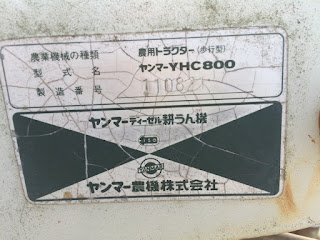 農業機械の種類 農用トラクター(歩行型)
型式名 ヤンマーYHC800
製造番号 11082
ヤンマーディーゼル耕うん機
YANMAR
ヤンマー農機株式会社